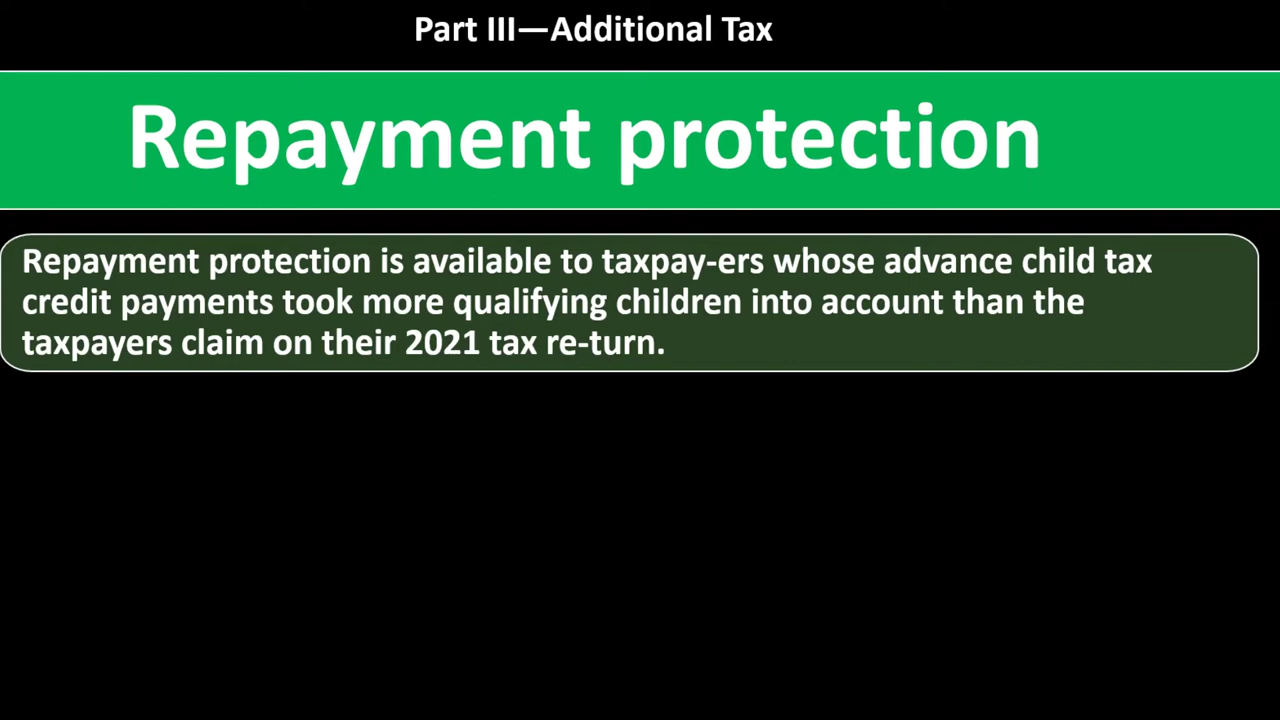 Part III—Additional Tax
Repayment protection
Repayment protection is available to taxpay-ers whose advance child tax
credit payments took more qualifying children into account than the
taxpayers claim on their 2021 tax re-turn.